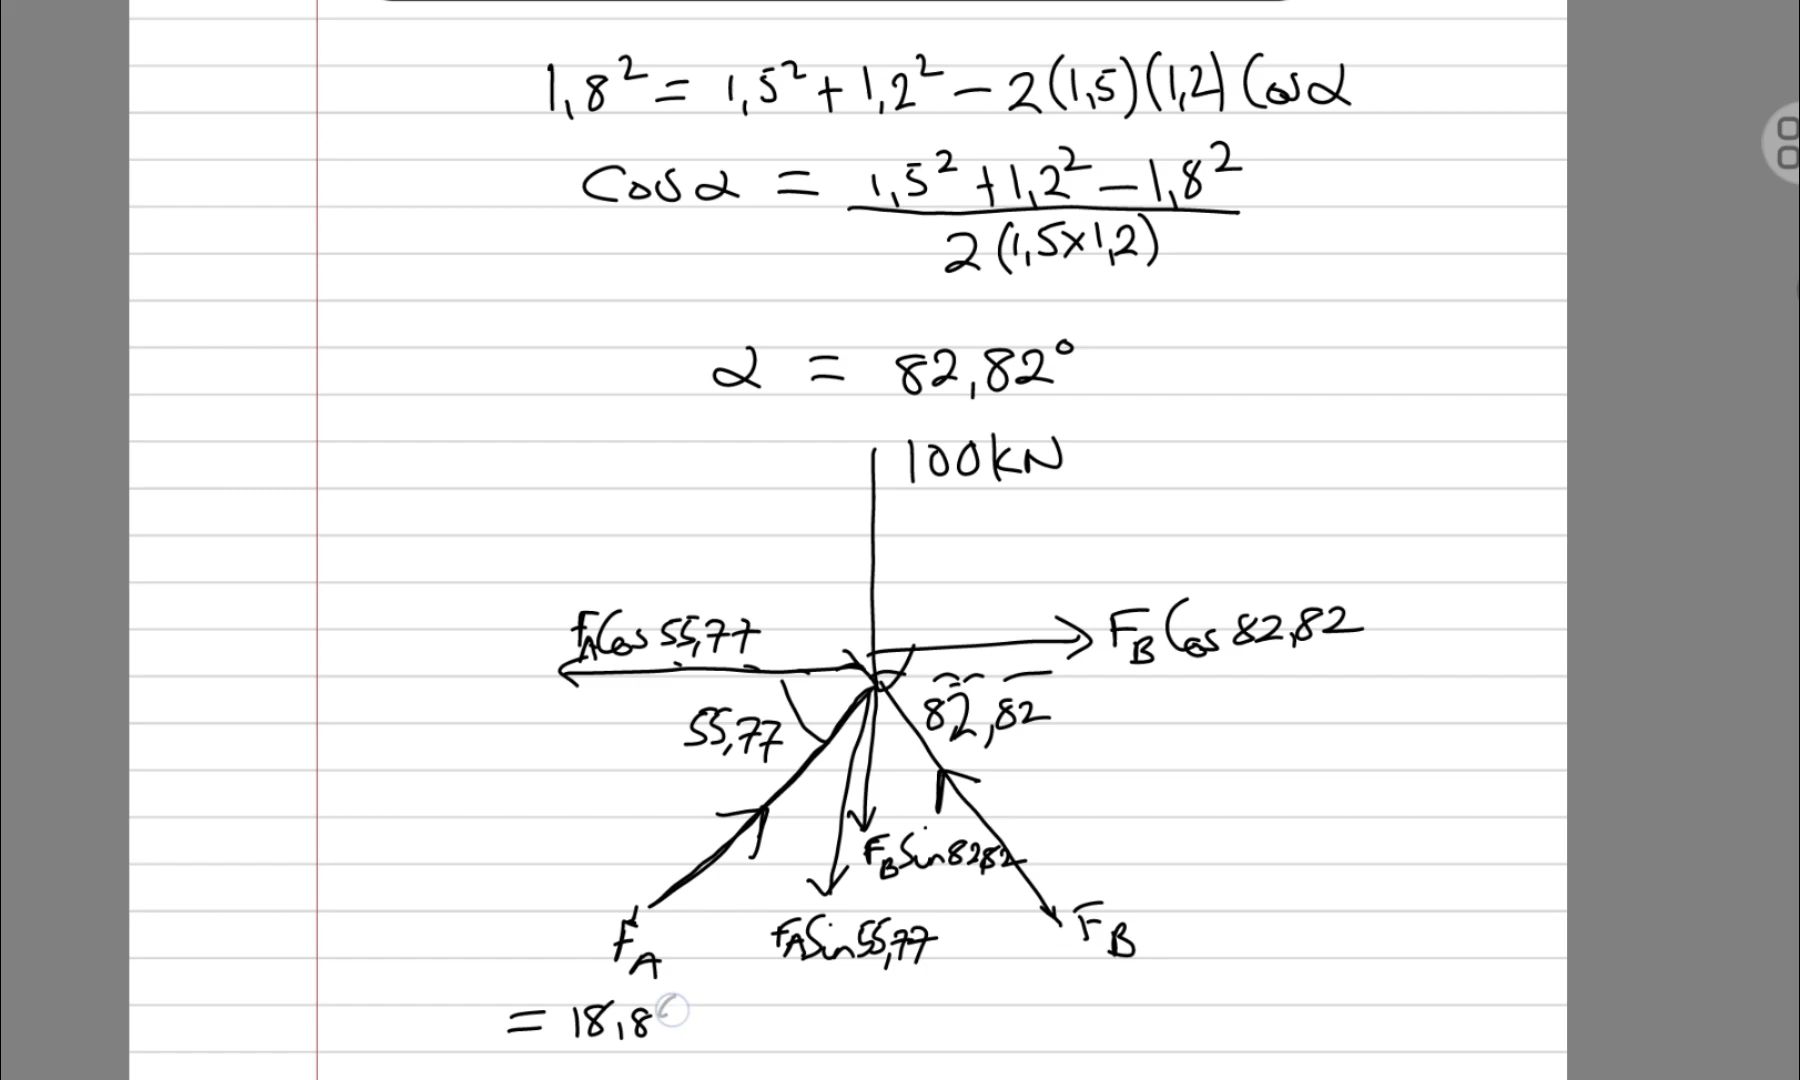 1,8² = 1,5² + 1,2² − 2(1,5)(1,2) Cos α
Cos α = 1,5² + 1,2² − 1,8²
2(1,5×1,2)
α = 82,82°
100kN
FA Cos 55,77
FB Cos 82,82
55,77
82,82
FB Sin 82,82
FA
FA Sin 55,77
FB
= 18,8